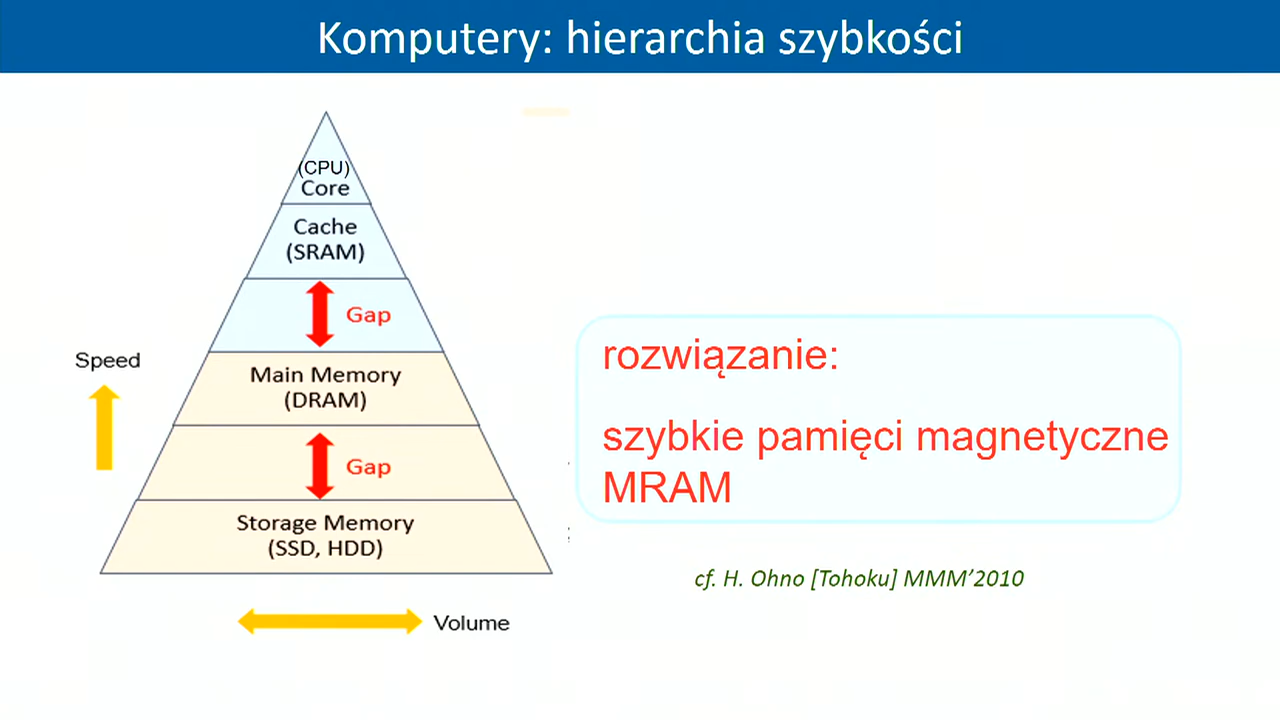 Komputery: hierarchia szybkości
(CPU)
Core
Cache
(SRAM)
Gap
Speed
Main Memory
(DRAM)
Gap
Storage Memory
(SSD, HDD)
Volume
rozwiązanie:
szybkie pamięci magnetyczne
MRAM
cf. H. Ohno [Tohoku] MMM’2010